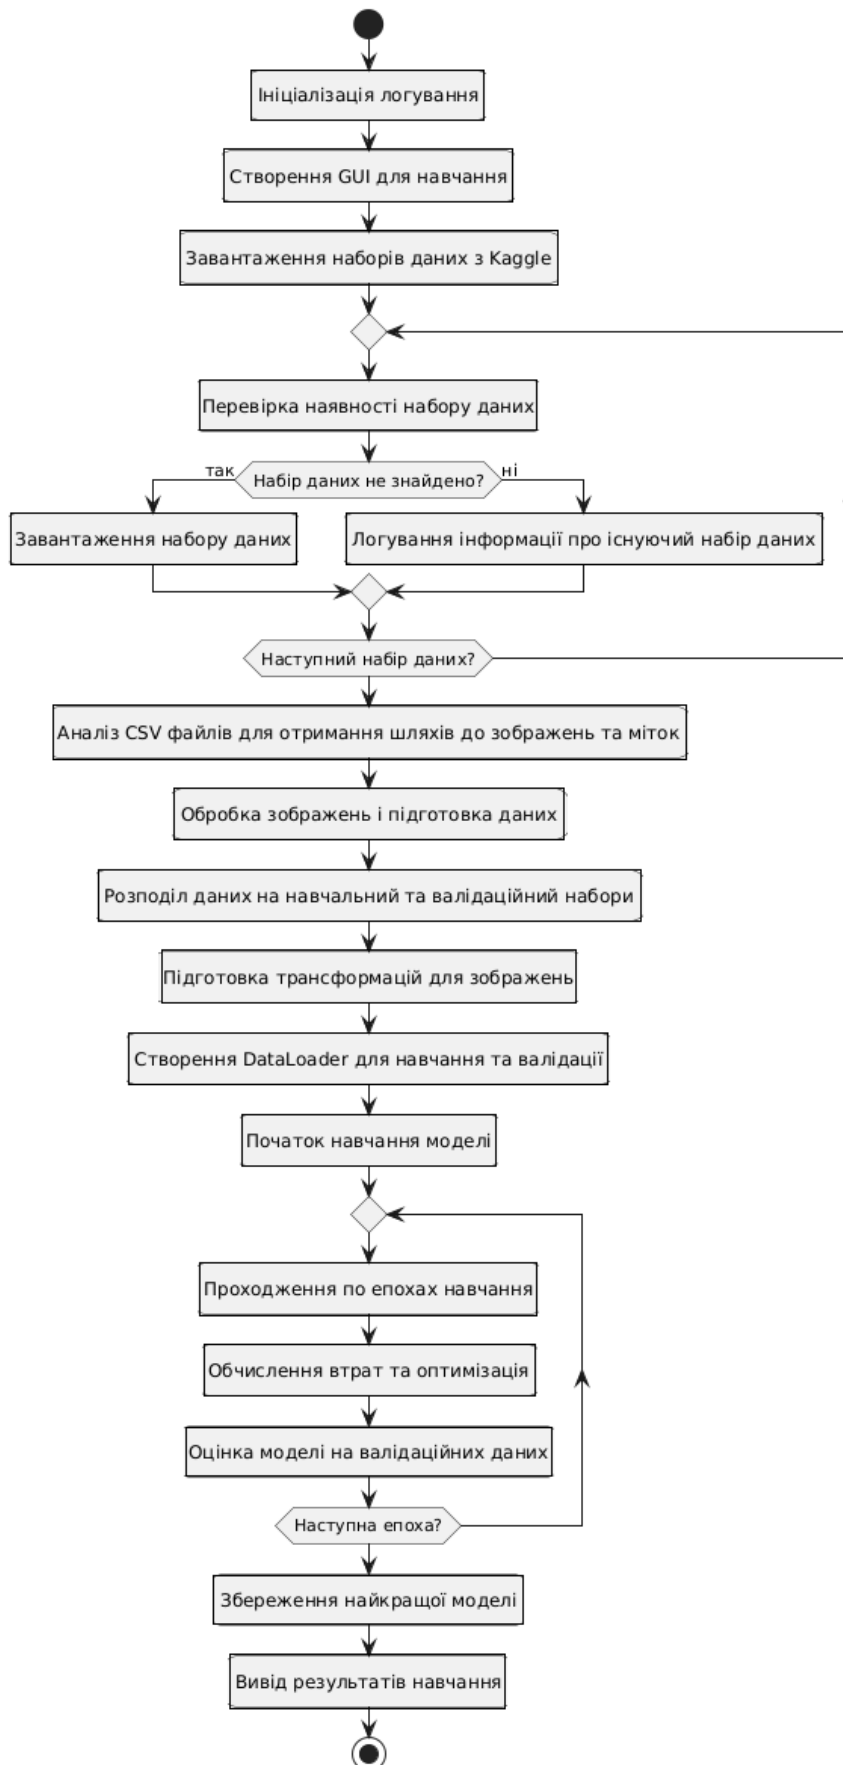 Ініціалізація логування
Створення GUI для навчання
Завантаження наборів даних з Kaggle
Перевірка наявності набору даних
так
Набір даних не знайдено?
ні
Завантаження набору даних
Логування інформації про існуючий набір даних
Наступний набір даних?
Аналіз CSV файлів для отримання шляхів до зображень та міток
Обробка зображень і підготовка даних
Розподіл даних на навчальний та валідаційний набори
Підготовка трансформацій для зображень
Створення DataLoader для навчання та валідації
Початок навчання моделі
Проходження по епохах навчання
Обчислення втрат та оптимізація
Оцінка моделі на валідаційних даних
Наступна епоха?
Збереження найкращої моделі
Вивід результатів навчання